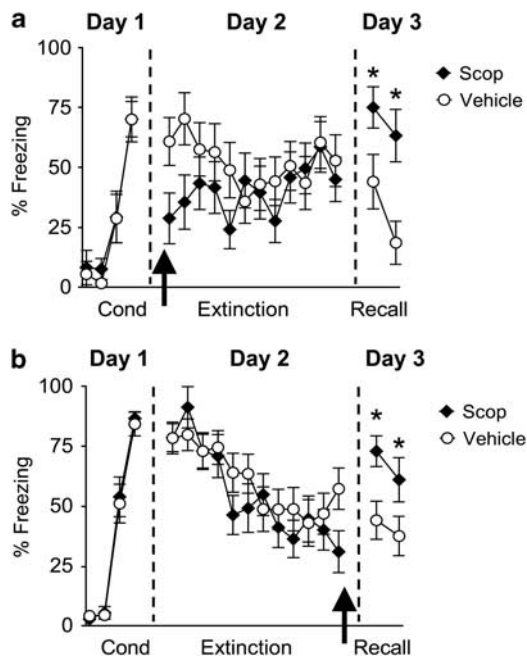 a
Day 1 Day 2 Day 3
100
75
50
25
0
% Freezing
Scop
Vehicle
* *
Cond Extinction Recall
b
Day 1 Day 2 Day 3
100
75
50
25
0
% Freezing
Scop
Vehicle
* *
Cond Extinction Recall